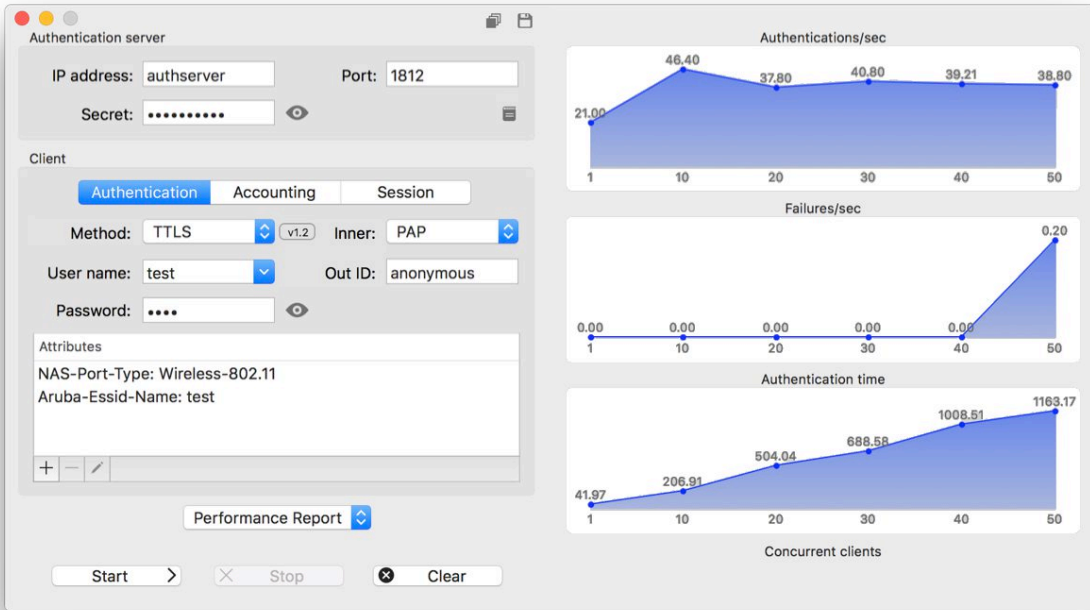 Authentication server
IP address: authserver Port: 1812
Secret: ••••••••••
Client
Authentication Accounting Session
Method: TTLS v1.2 Inner: PAP
User name: test Out ID: anonymous
Password: ••••
Attributes
NAS-Port-Type: Wireless-802.11
Aruba-Essid-Name: test
Performance Report
Start Stop Clear
Authentications/sec
21.00 46.40 37.80 40.80 39.21 38.80
1 10 20 30 40 50
Failures/sec
0.00 0.00 0.00 0.00 0.00 0.20
1 10 20 30 40 50
Authentication time
41.97 206.91 504.04 688.58 1008.51 1163.17
1 10 20 30 40 50
Concurrent clients